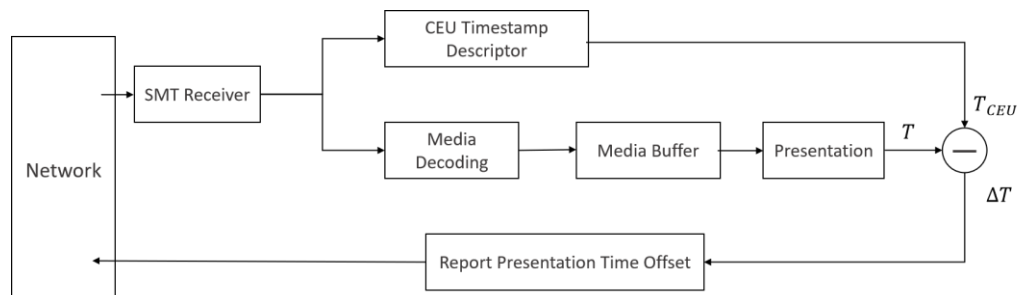 CEU Timestamp
Descriptor
SMT Receiver
T_CEU
Media
Decoding
Media Buffer
Presentation
T
—
Network
ΔT
Report Presentation Time Offset